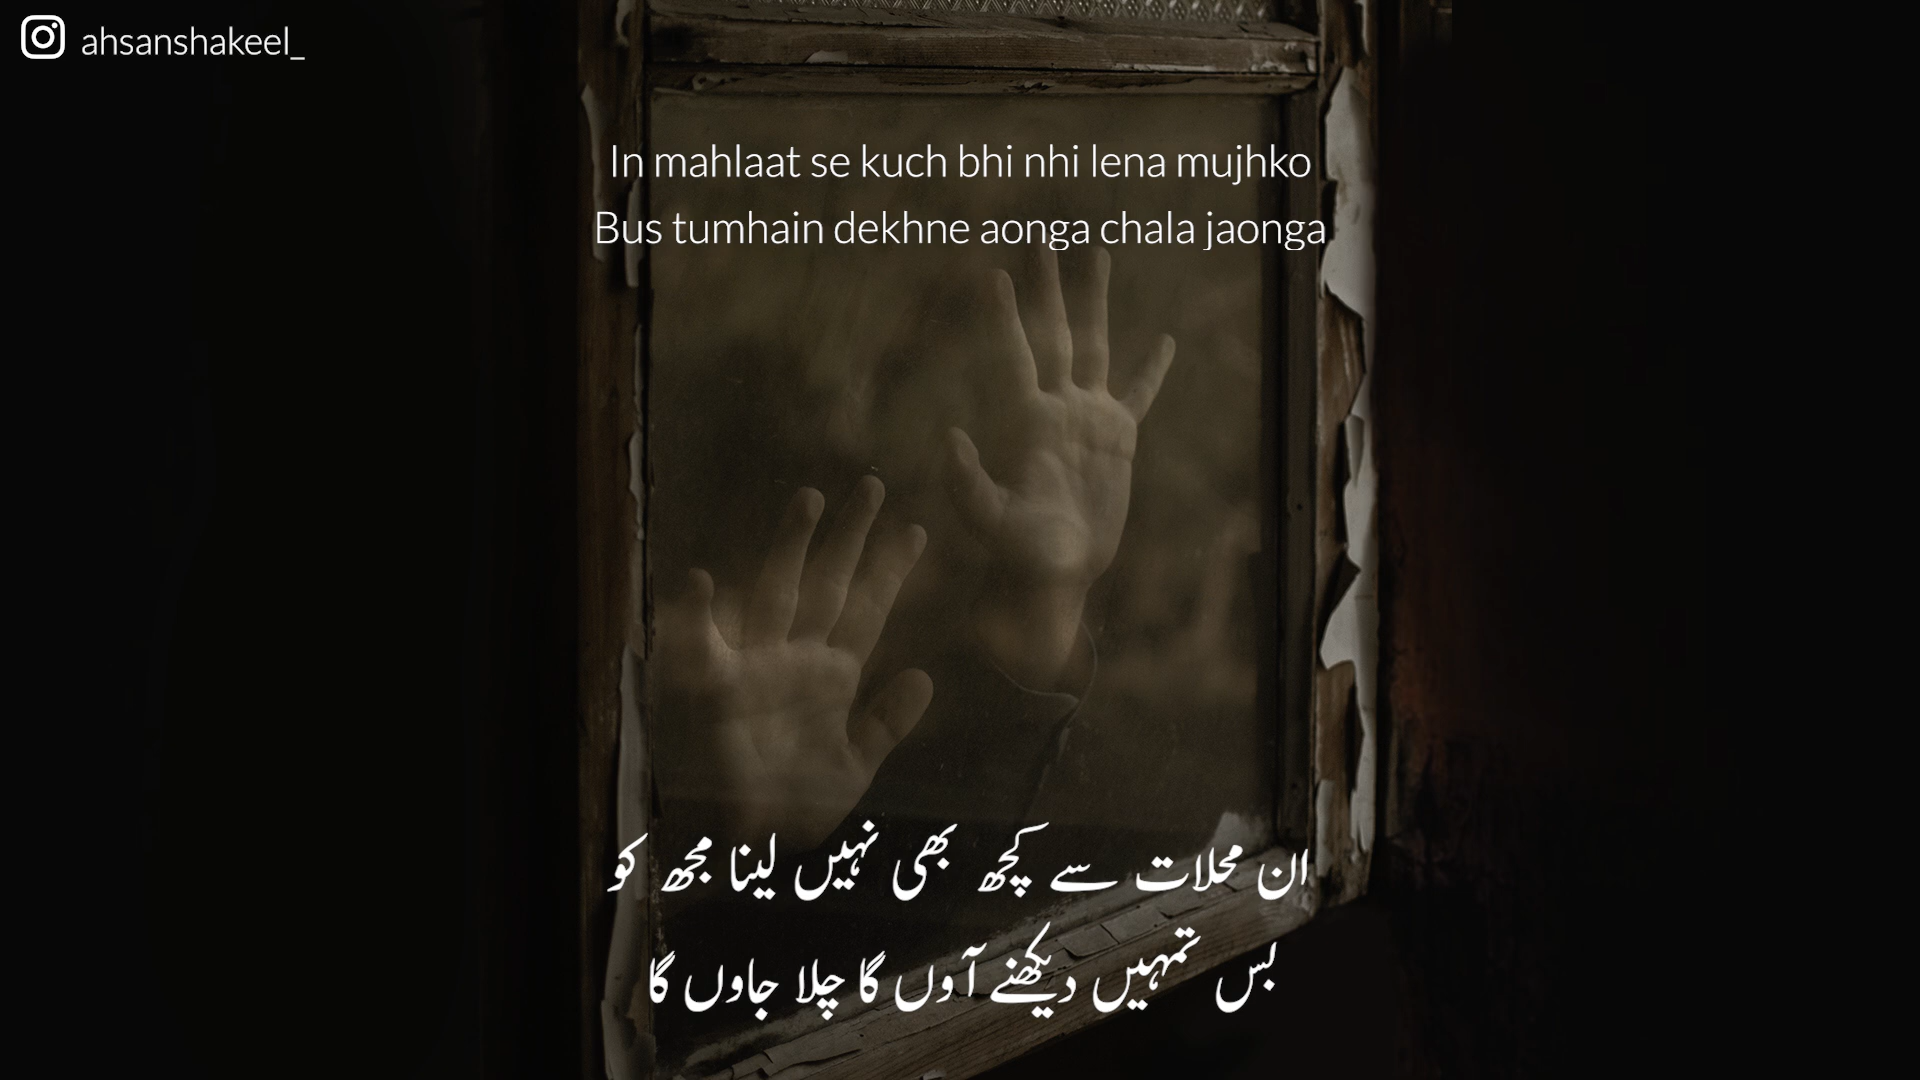 ahsanshakeel_
In mahlaat se kuch bhi nhi lena mujhko
Bus tumhain dekhne aonga chala jaonga
ان محلات سے کچھ بھی نہیں لینا مجھ کو
بس تمہیں دیکھنے آوں گا چلا جاوں گا